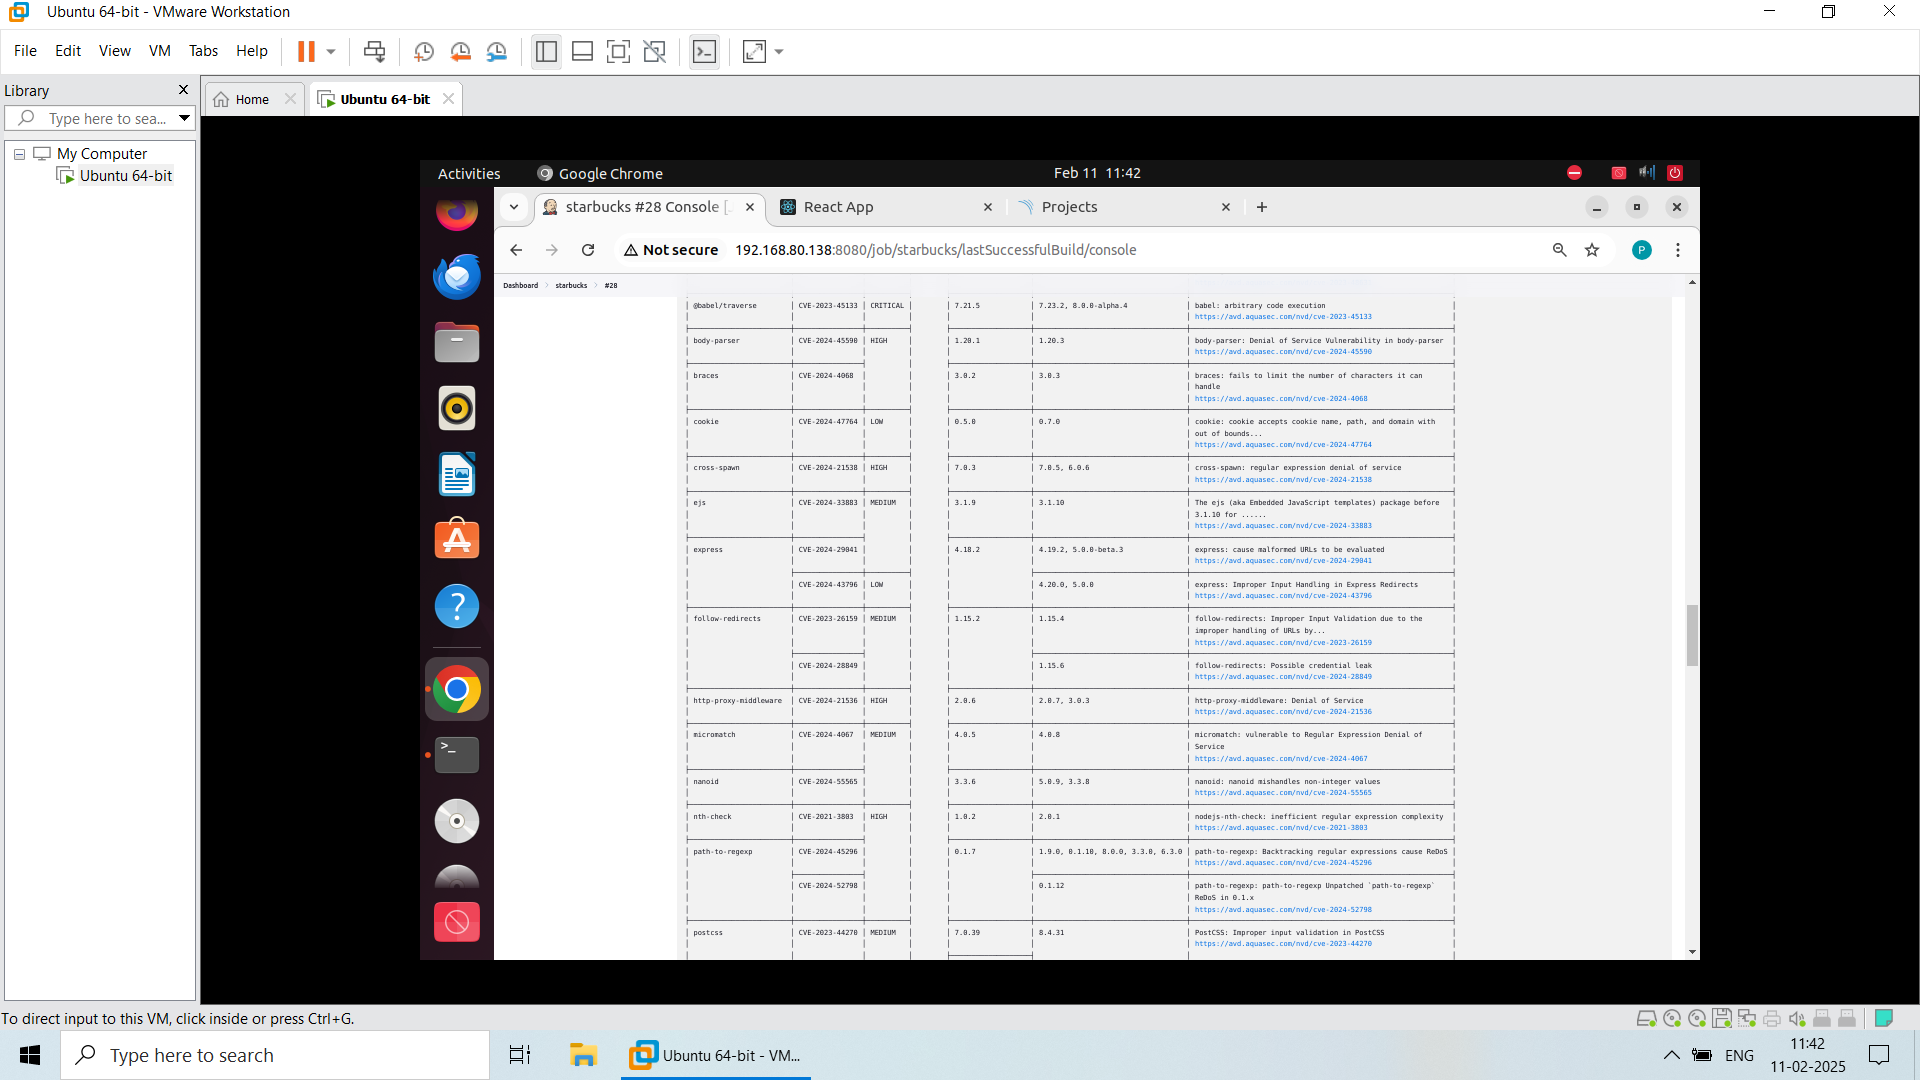 Ubuntu 64-bit - VMware Workstation
File Edit View VM Tabs Help
Library
Type here to sea...
My Computer
Ubuntu 64-bit
Home
Ubuntu 64-bit
Activities
Google Chrome
Feb 11 11:42
starbucks #28 Console [J
React App
Projects
Not secure
192.168.80.138:8080/job/starbucks/lastSuccessfulBuild/console
Dashboard > starbucks > #28
@babel/traverse CVE-2023-45133 CRITICAL 7.21.5 7.23.2, 8.0.0-alpha.4 babel: arbitrary code execution
https://avd.aquasec.com/nvd/cve-2023-45133
body-parser CVE-2024-45590 HIGH 1.20.1 1.20.3 body-parser: Denial of Service Vulnerability in body-parser
https://avd.aquasec.com/nvd/cve-2024-45590
braces CVE-2024-4068 3.0.2 3.0.3 braces: fails to limit the number of characters it can
handle
https://avd.aquasec.com/nvd/cve-2024-4068
cookie CVE-2024-47764 LOW 0.5.0 0.7.0 cookie: cookie accepts cookie name, path, and domain with
out of bounds...
https://avd.aquasec.com/nvd/cve-2024-47764
cross-spawn CVE-2024-21538 HIGH 7.0.3 7.0.5, 6.0.6 cross-spawn: regular expression denial of service
https://avd.aquasec.com/nvd/cve-2024-21538
ejs CVE-2024-33883 MEDIUM 3.1.9 3.1.10 The ejs (aka Embedded JavaScript templates) package before
3.1.10 for ......
https://avd.aquasec.com/nvd/cve-2024-33883
express CVE-2024-29041 4.18.2 4.19.2, 5.0.0-beta.3 express: cause malformed URLs to be evaluated
https://avd.aquasec.com/nvd/cve-2024-29041
CVE-2024-43796 LOW 4.20.0, 5.0.0 express: Improper Input Handling in Express Redirects
https://avd.aquasec.com/nvd/cve-2024-43796
follow-redirects CVE-2023-26159 MEDIUM 1.15.2 1.15.4 follow-redirects: Improper Input Validation due to the
improper handling of URLs by...
https://avd.aquasec.com/nvd/cve-2023-26159
CVE-2024-28849 1.15.6 follow-redirects: Possible credential leak
https://avd.aquasec.com/nvd/cve-2024-28849
http-proxy-middleware CVE-2024-21536 HIGH 2.0.6 2.0.7, 3.0.3 http-proxy-middleware: Denial of Service
https://avd.aquasec.com/nvd/cve-2024-21536
micromatch CVE-2024-4067 MEDIUM 4.0.5 4.0.8 micromatch: vulnerable to Regular Expression Denial of
Service
https://avd.aquasec.com/nvd/cve-2024-4067
nanoid CVE-2024-55565 3.3.6 5.0.9, 3.3.8 nanoid: nanoid mishandles non-integer values
https://avd.aquasec.com/nvd/cve-2024-55565
nth-check CVE-2021-3803 HIGH 1.0.2 2.0.1 nodejs-nth-check: inefficient regular expression complexity
https://avd.aquasec.com/nvd/cve-2021-3803
path-to-regexp CVE-2024-45296 0.1.7 1.9.0, 0.1.10, 8.0.0, 3.3.0, 6.3.0 path-to-regexp: Backtracking regular expressions cause ReDoS
https://avd.aquasec.com/nvd/cve-2024-45296
CVE-2024-52798 0.1.12 path-to-regexp: path-to-regexp Unpatched `path-to-regexp`
ReDoS in 0.1.x
https://avd.aquasec.com/nvd/cve-2024-52798
postcss CVE-2023-44270 MEDIUM 7.0.39 8.4.31 PostCSS: Improper input validation in PostCSS
https://avd.aquasec.com/nvd/cve-2023-44270
P
To direct input to this VM, click inside or press Ctrl+G.
Type here to search
Ubuntu 64-bit - VM...
ENG
11:42
11-02-2025